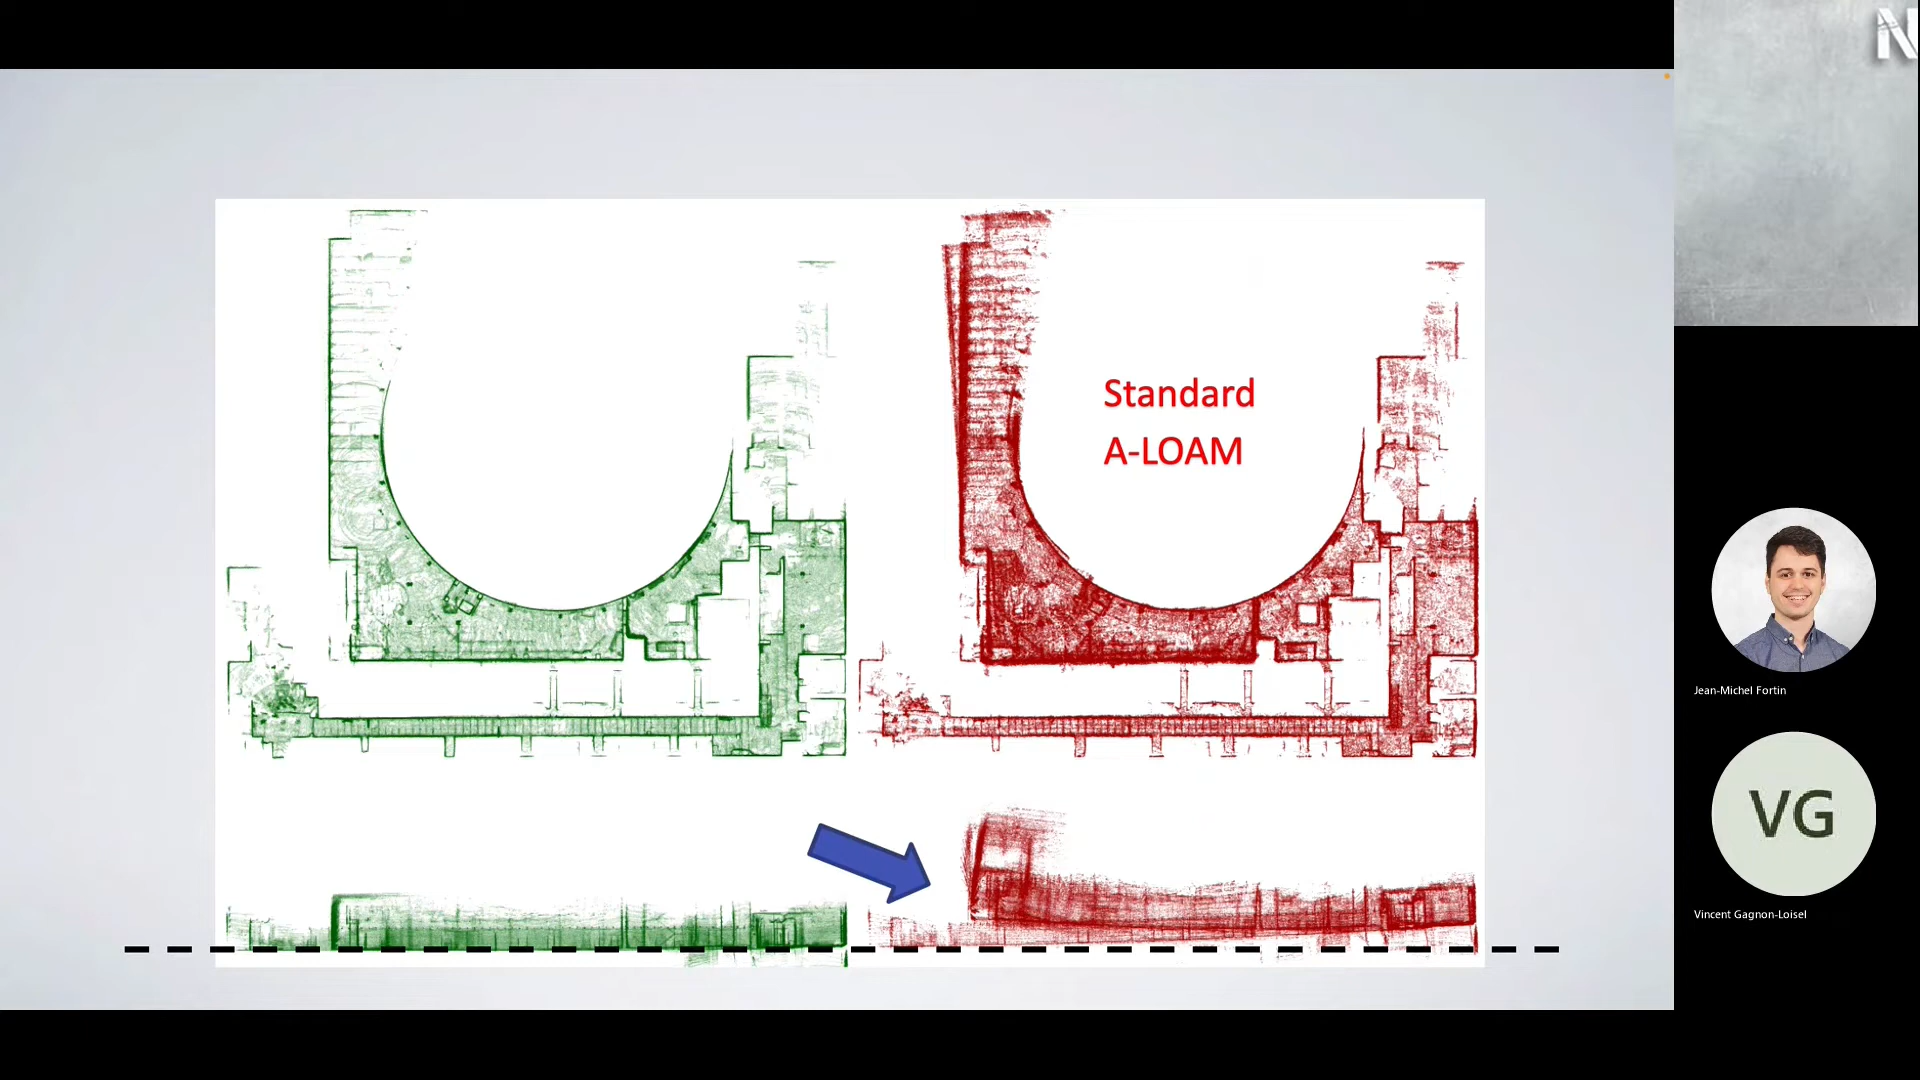 N
Standard
A-LOAM
Jean-Michel Fortin
VG
Vincent Gagnon-Loisel